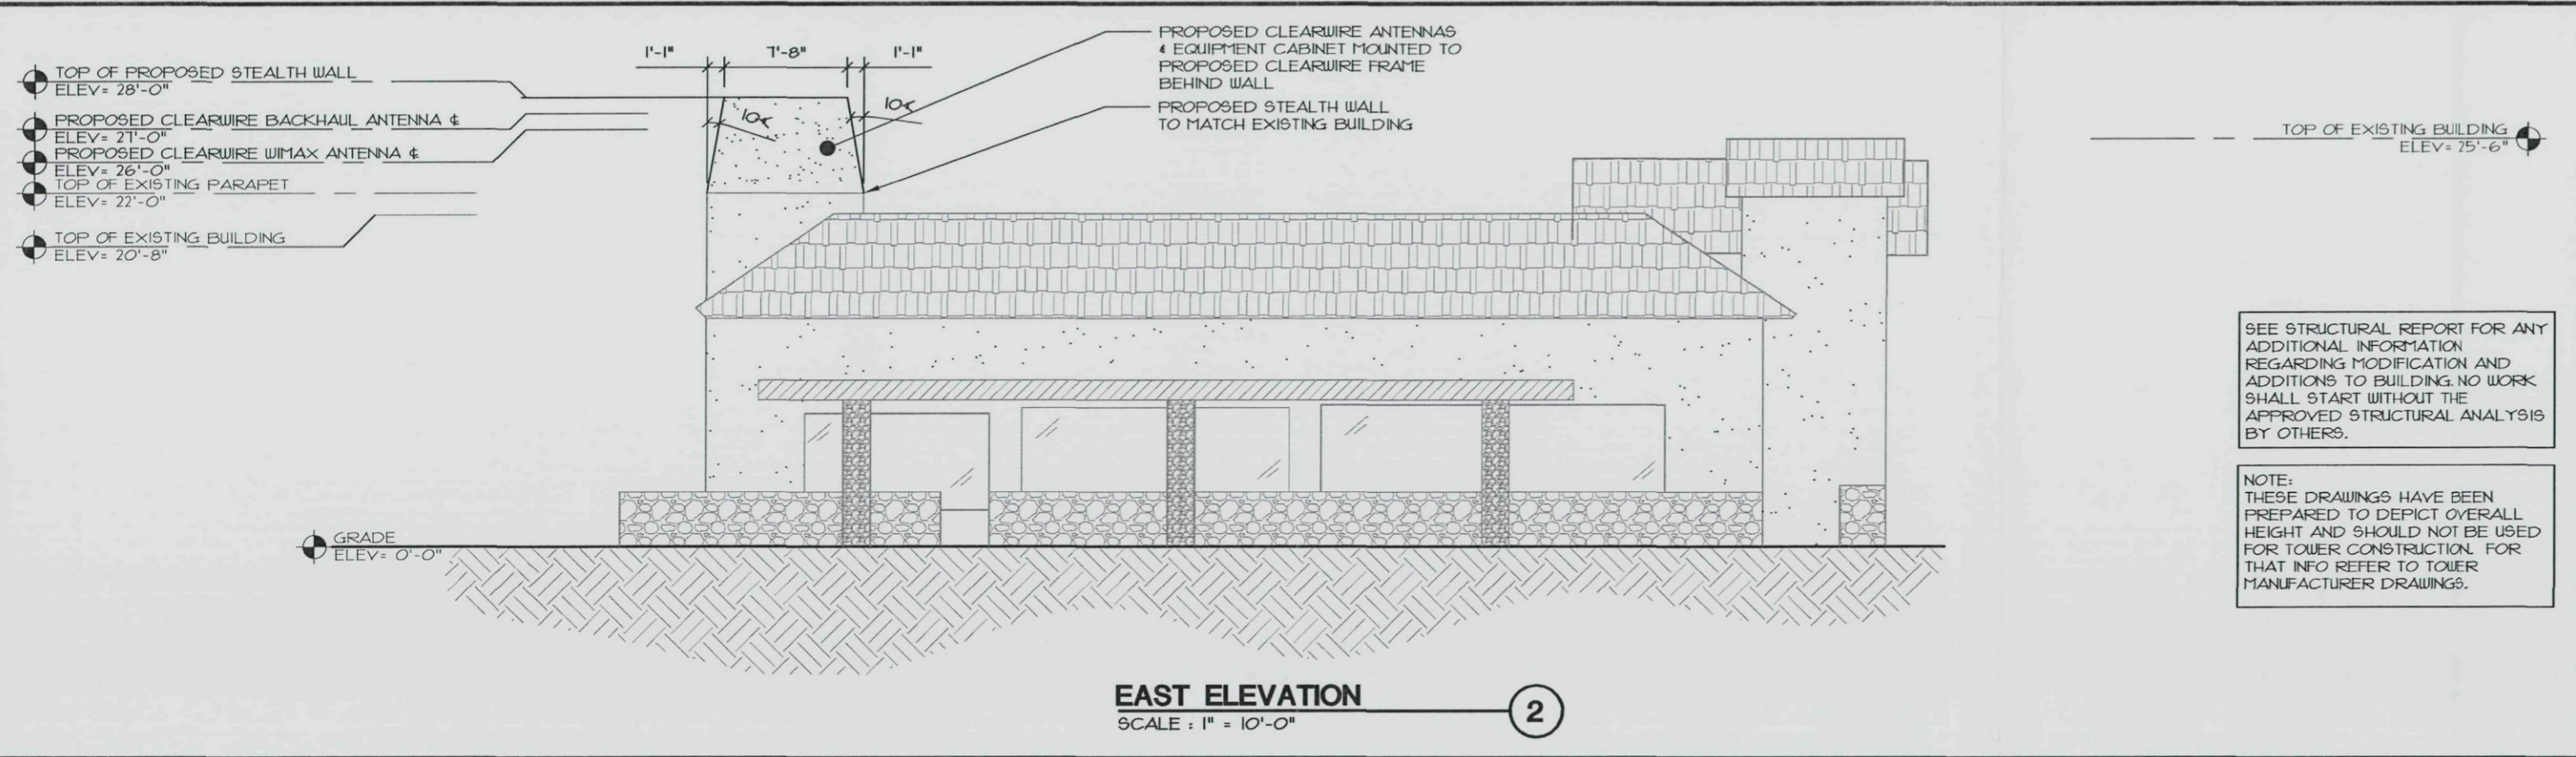 TOP OF PROPOSED STEALTH WALL
ELEV= 28'-0"
PROPOSED CLEARWIRE BACKHAUL ANTENNA ℄
ELEV= 27'-0"
PROPOSED CLEARWIRE WIMAX ANTENNA ℄
ELEV= 26'-0"
TOP OF EXISTING PARAPET
ELEV= 22'-0"
TOP OF EXISTING BUILDING
ELEV= 20'-8"
GRADE
ELEV= 0'-0"
1'-1" 7'-8" 1'-1"
10°
10°
PROPOSED CLEARWIRE ANTENNAS
& EQUIPMENT CABINET MOUNTED TO
PROPOSED CLEARWIRE FRAME
BEHIND WALL
PROPOSED STEALTH WALL
TO MATCH EXISTING BUILDING
TOP OF EXISTING BUILDING
ELEV= 25'-6"
SEE STRUCTURAL REPORT FOR ANY
ADDITIONAL INFORMATION
REGARDING MODIFICATION AND
ADDITIONS TO BUILDING. NO WORK
SHALL START WITHOUT THE
APPROVED STRUCTURAL ANALYSIS
BY OTHERS.
NOTE:
THESE DRAWINGS HAVE BEEN
PREPARED TO DEPICT OVERALL
HEIGHT AND SHOULD NOT BE USED
FOR TOWER CONSTRUCTION. FOR
THAT INFO REFER TO TOWER
MANUFACTURER DRAWINGS.
EAST ELEVATION
SCALE : 1" = 10'-0"
2